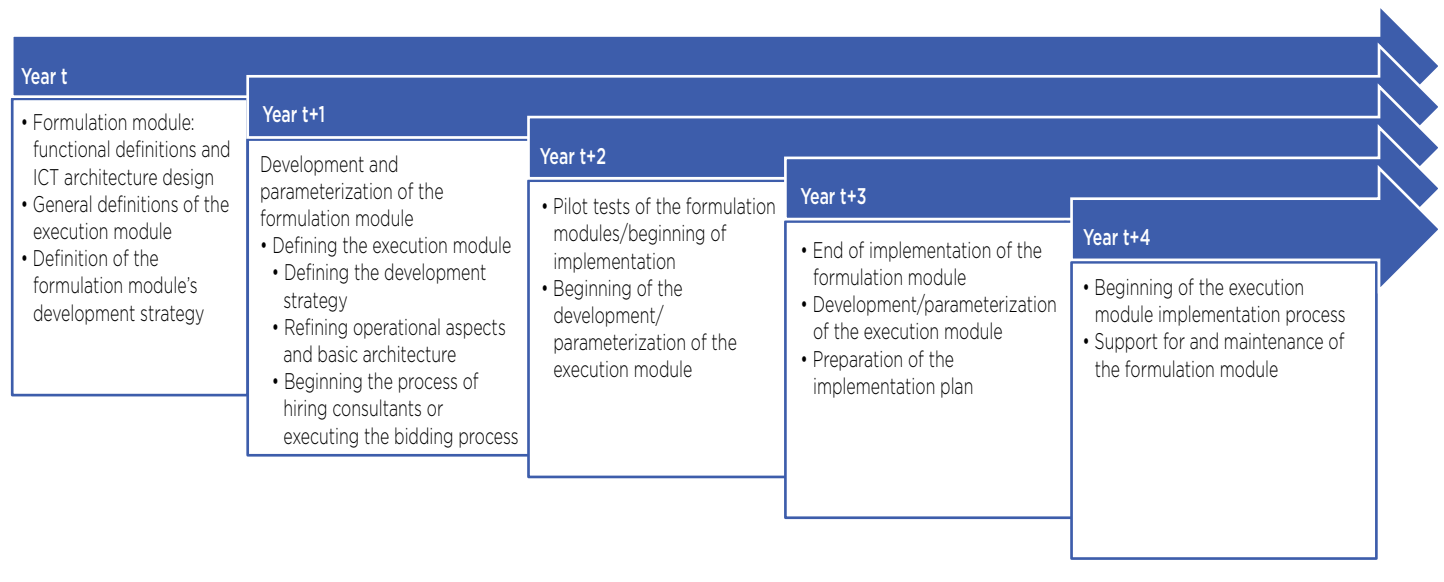 Year t
• Formulation module:
functional definitions and
ICT architecture design
• General definitions of the
execution module
• Definition of the
formulation module's
development strategy
Year t+1
Development and
parameterization of the
formulation module
• Defining the execution module
• Defining the development
strategy
• Refining operational aspects
and basic architecture
• Beginning the process of
hiring consultants or
executing the bidding process
Year t+2
• Pilot tests of the formulation
modules/beginning of
implementation
• Beginning of the
development/
parameterization of the
execution module
Year t+3
• End of implementation of the
formulation module
• Development/parameterization
of the execution module
• Preparation of the
implementation plan
Year t+4
• Beginning of the execution
module implementation process
• Support for and maintenance of
the formulation module